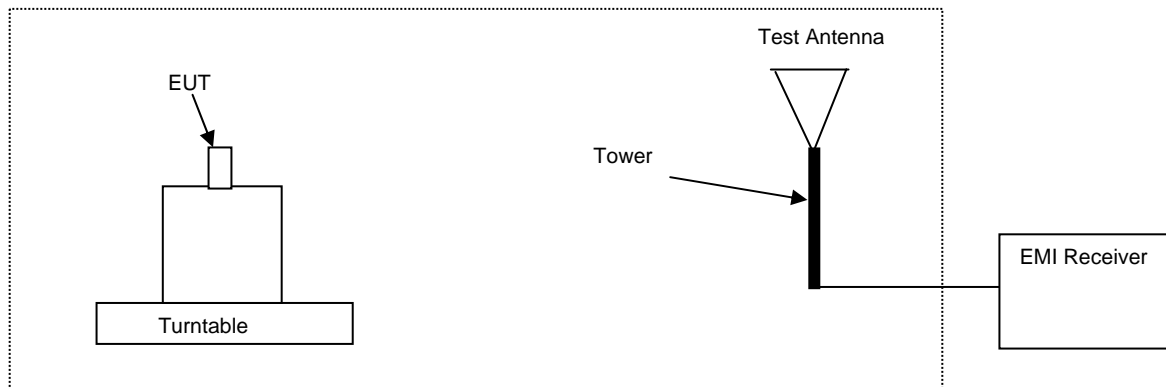 Test Antenna
EUT
Tower
EMI Receiver
Turntable